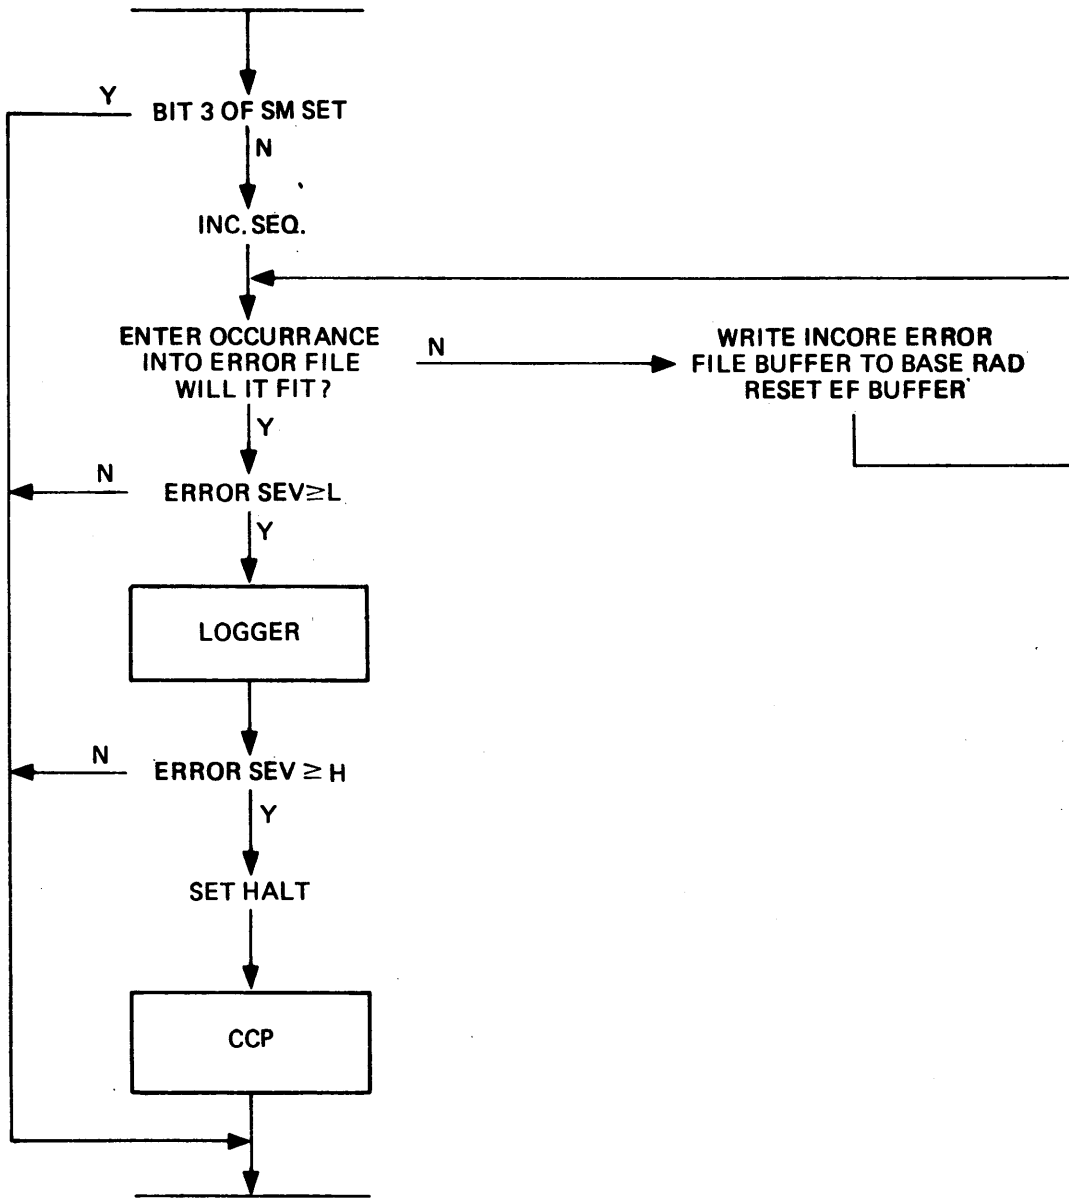 Y
BIT 3 OF SM SET
N
INC. SEQ.
ENTER OCCURRANCE
INTO ERROR FILE
WILL IT FIT?
N
WRITE INCORE ERROR
FILE BUFFER TO BASE RAD
RESET EF BUFFER
Y
N
ERROR SEV≥L
Y
LOGGER
N
ERROR SEV ≥ H
Y
SET HALT
CCP